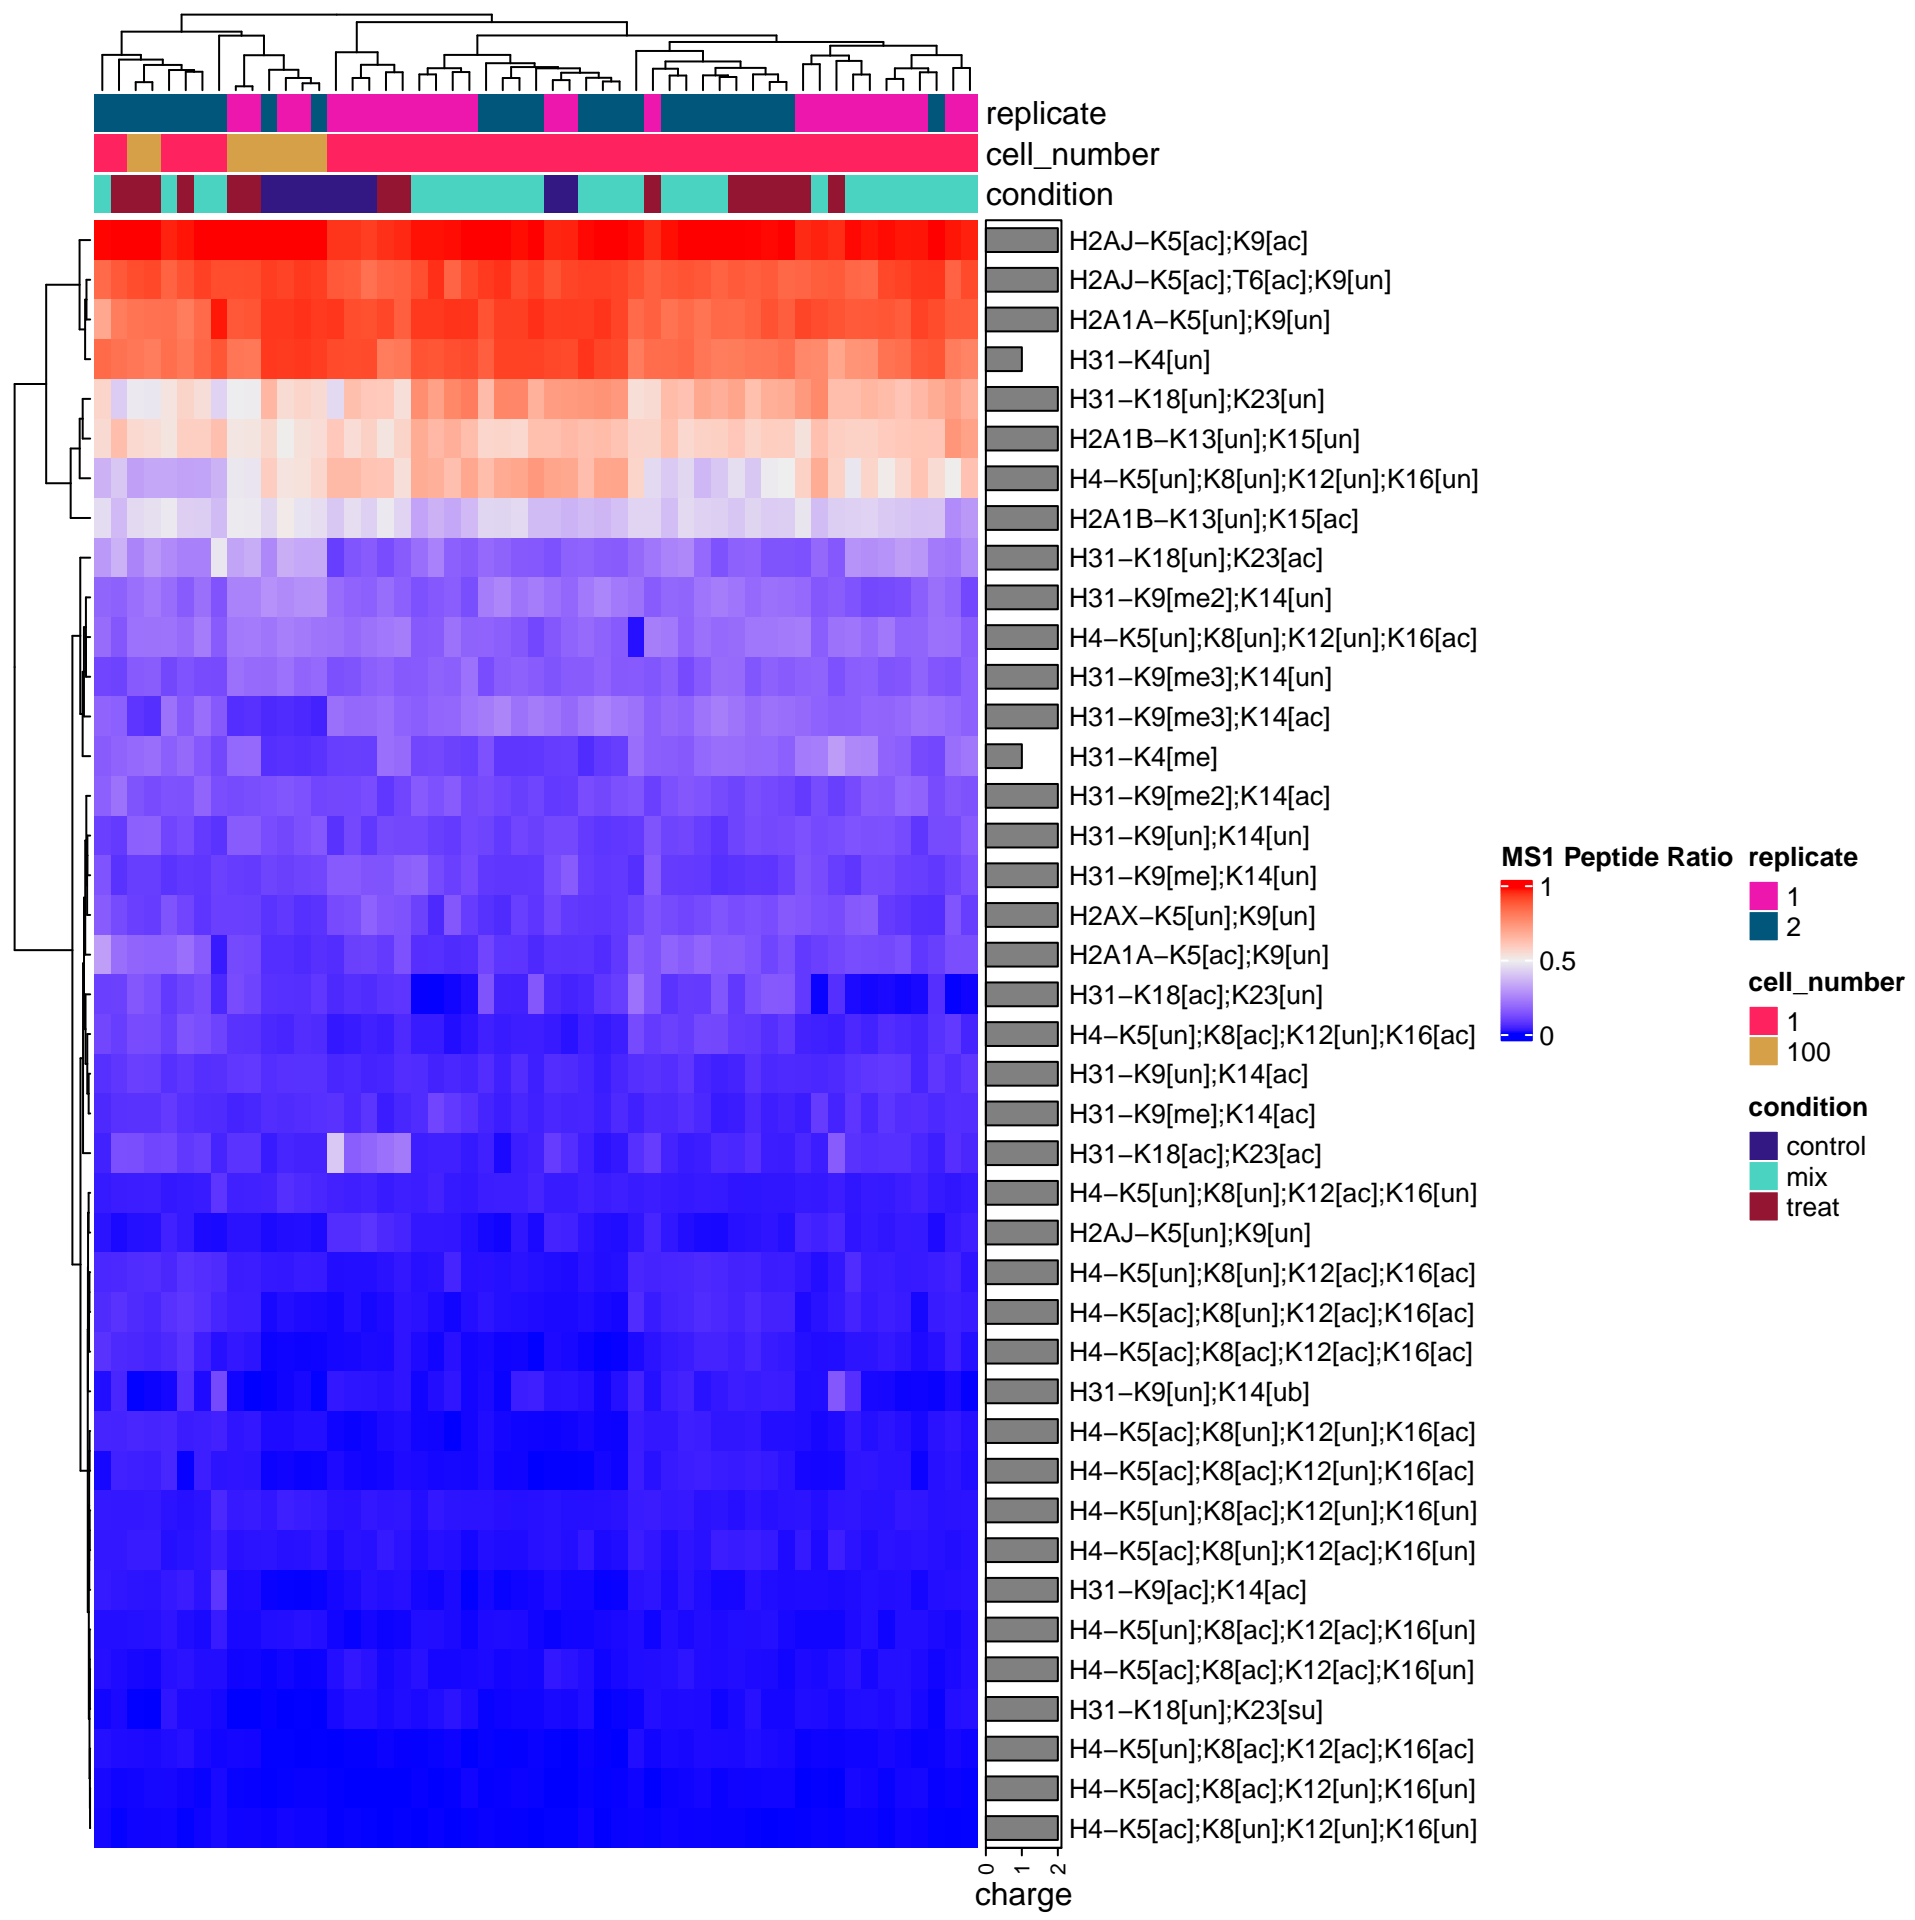 replicate
cell_number
condition
H2AJ−K5[ac];K9[ac]
H2AJ−K5[ac];T6[ac];K9[un]
H2A1A−K5[un];K9[un]
H31−K4[un]
H31−K18[un];K23[un]
H2A1B−K13[un];K15[un]
H4−K5[un];K8[un];K12[un];K16[un]
H2A1B−K13[un];K15[ac]
H31−K18[un];K23[ac]
H31−K9[me2];K14[un]
H4−K5[un];K8[un];K12[un];K16[ac]
H31−K9[me3];K14[un]
H31−K9[me3];K14[ac]
H31−K4[me]
H31−K9[me2];K14[ac]
H31−K9[un];K14[un]
H31−K9[me];K14[un]
H2AX−K5[un];K9[un]
H2A1A−K5[ac];K9[un]
H31−K18[ac];K23[un]
H4−K5[un];K8[ac];K12[un];K16[ac]
H31−K9[un];K14[ac]
H31−K9[me];K14[ac]
H31−K18[ac];K23[ac]
H4−K5[un];K8[un];K12[ac];K16[un]
H2AJ−K5[un];K9[un]
H4−K5[un];K8[un];K12[ac];K16[ac]
H4−K5[ac];K8[un];K12[ac];K16[ac]
H4−K5[ac];K8[ac];K12[ac];K16[ac]
H31−K9[un];K14[ub]
H4−K5[ac];K8[un];K12[un];K16[ac]
H4−K5[ac];K8[ac];K12[un];K16[ac]
H4−K5[un];K8[ac];K12[un];K16[un]
H4−K5[ac];K8[un];K12[ac];K16[un]
H31−K9[ac];K14[ac]
H4−K5[un];K8[ac];K12[ac];K16[un]
H4−K5[ac];K8[ac];K12[ac];K16[un]
H31−K18[un];K23[su]
H4−K5[un];K8[ac];K12[ac];K16[ac]
H4−K5[ac];K8[ac];K12[un];K16[un]
H4−K5[ac];K8[un];K12[un];K16[un]
0 1 2
charge
MS1 Peptide Ratio
1
0.5
0
replicate
1
2
cell_number
1
100
condition
control
mix
treat